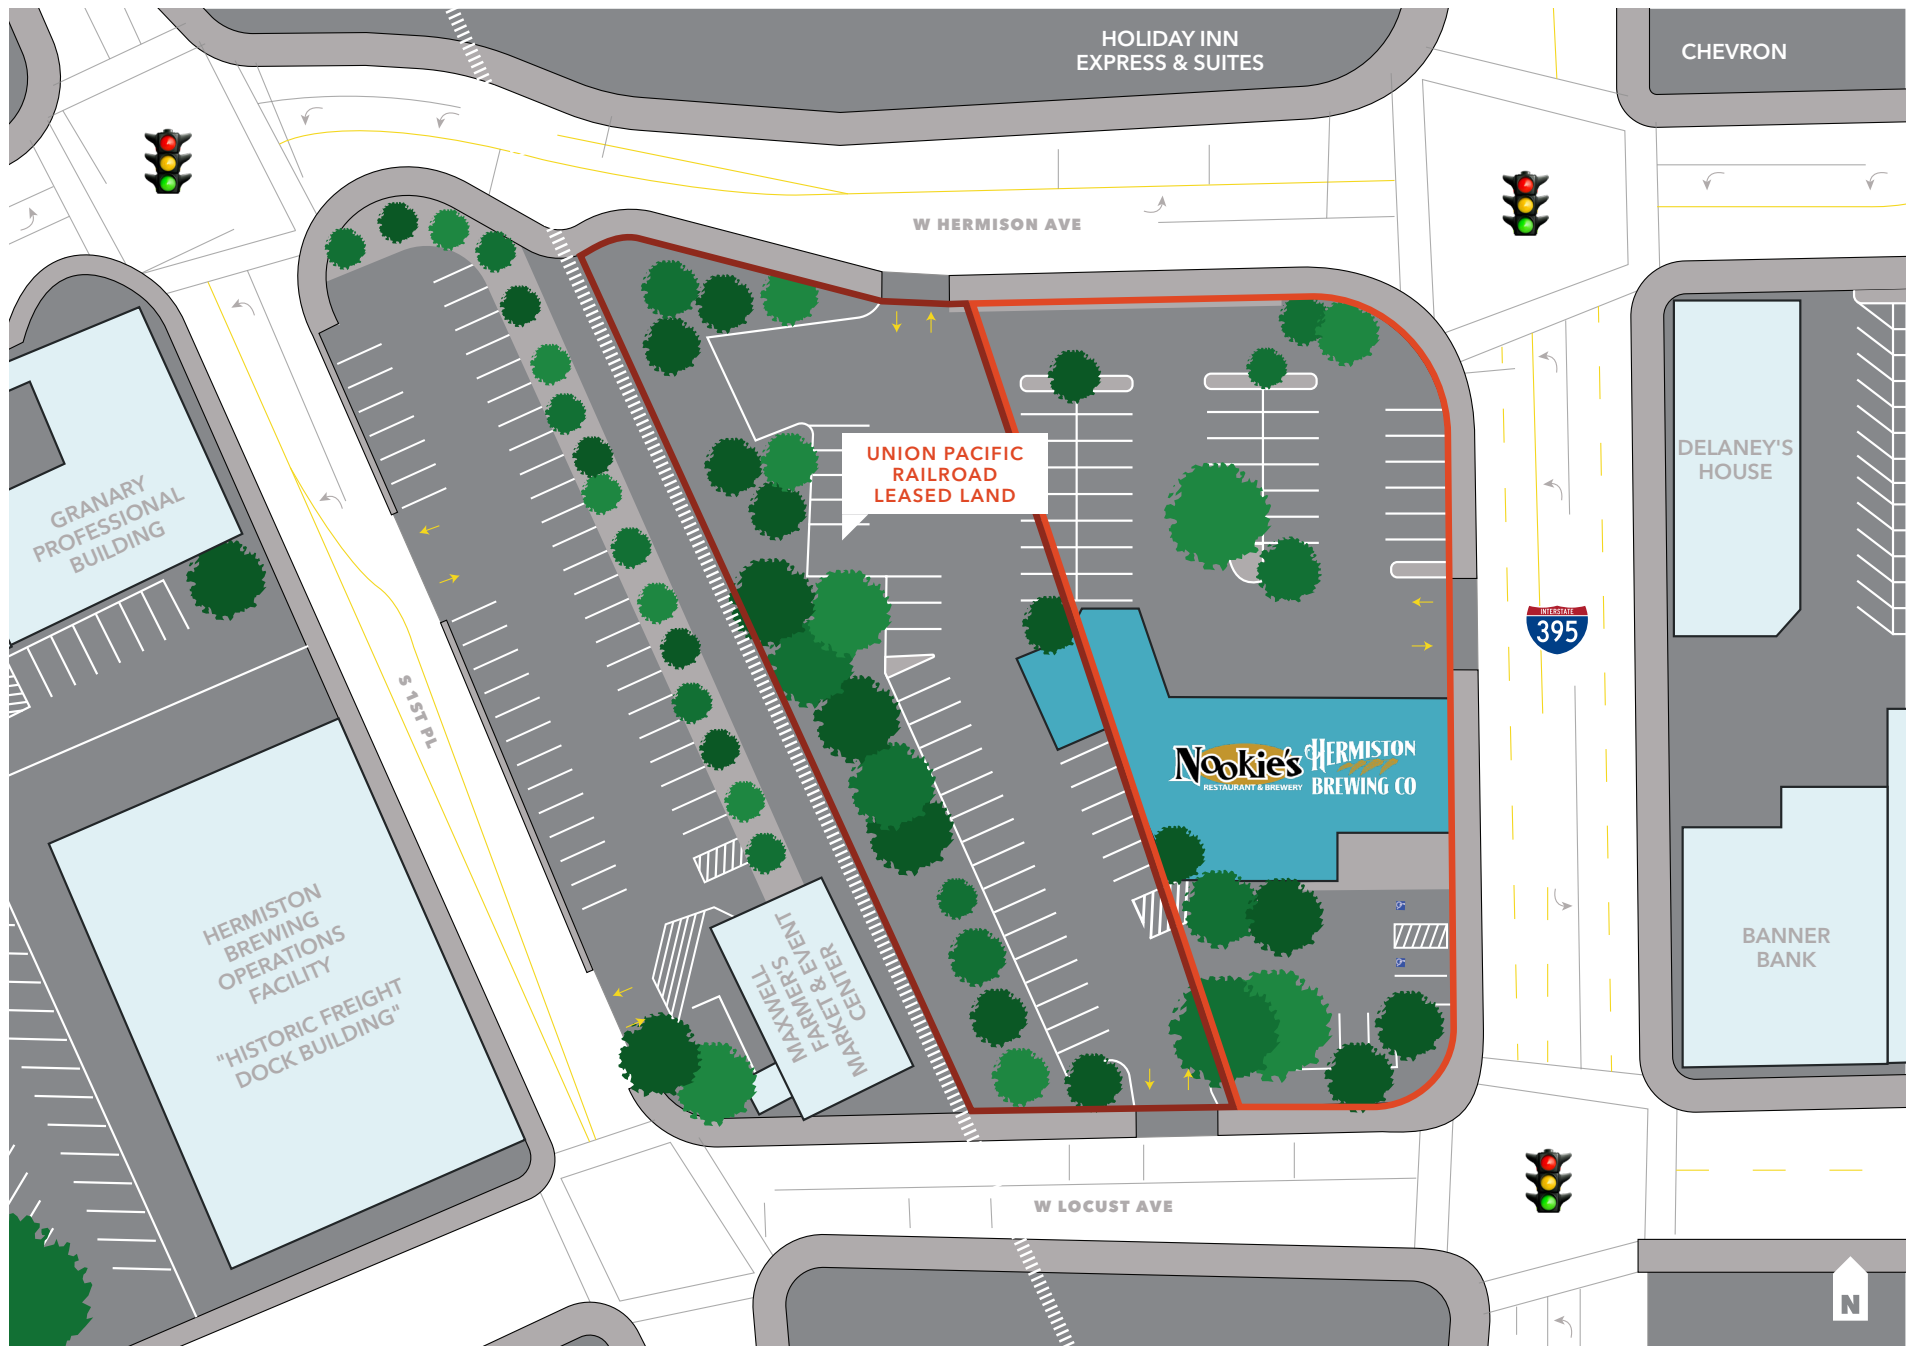 HOLIDAY INN
EXPRESS & SUITES
CHEVRON
W HERMISON AVE
UNION PACIFIC
RAILROAD
LEASED LAND
DELANEY'S
HOUSE
GRANARY
PROFESSIONAL
BUILDING
INTERSTATE
395
S 1ST PL
Nookie's
RESTAURANT & BREWERY
HERMISTON
BREWING CO
HERMISTON
BREWING
OPERATIONS
FACILITY
"HISTORIC FREIGHT
DOCK BUILDING"
MAXWELL
FARMER'S
MARKET & EVENT
CENTER
BANNER
BANK
W LOCUST AVE
N